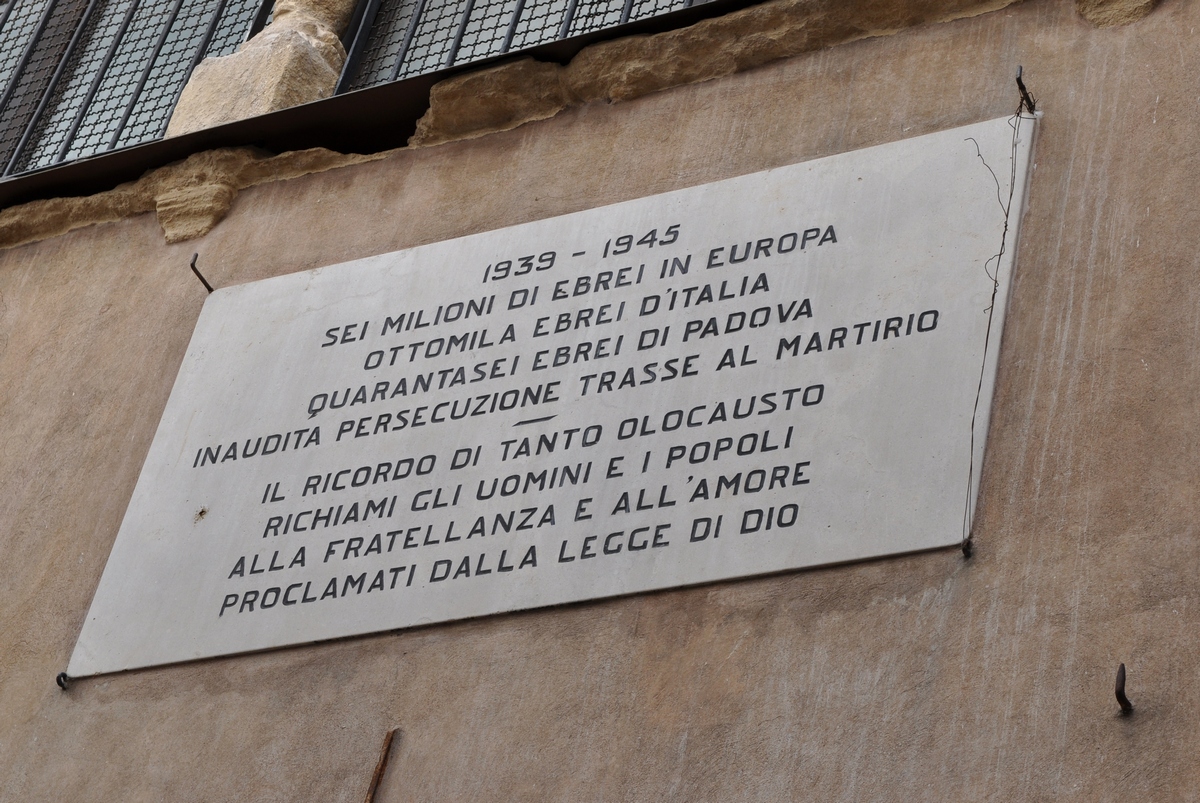 1939 - 1945
SEI MILIONI DI EBREI IN EUROPA
OTTOMILA EBREI D'ITALIA
QUARANTASEI EBREI DI PADOVA
INAUDITA PERSECUZIONE TRASSE AL MARTIRIO
IL RICORDO DI TANTO OLOCAUSTO
RICHIAMI GLI UOMINI E I POPOLI
ALLA FRATELLANZA E ALL'AMORE
PROCLAMATI DALLA LEGGE DI DIO